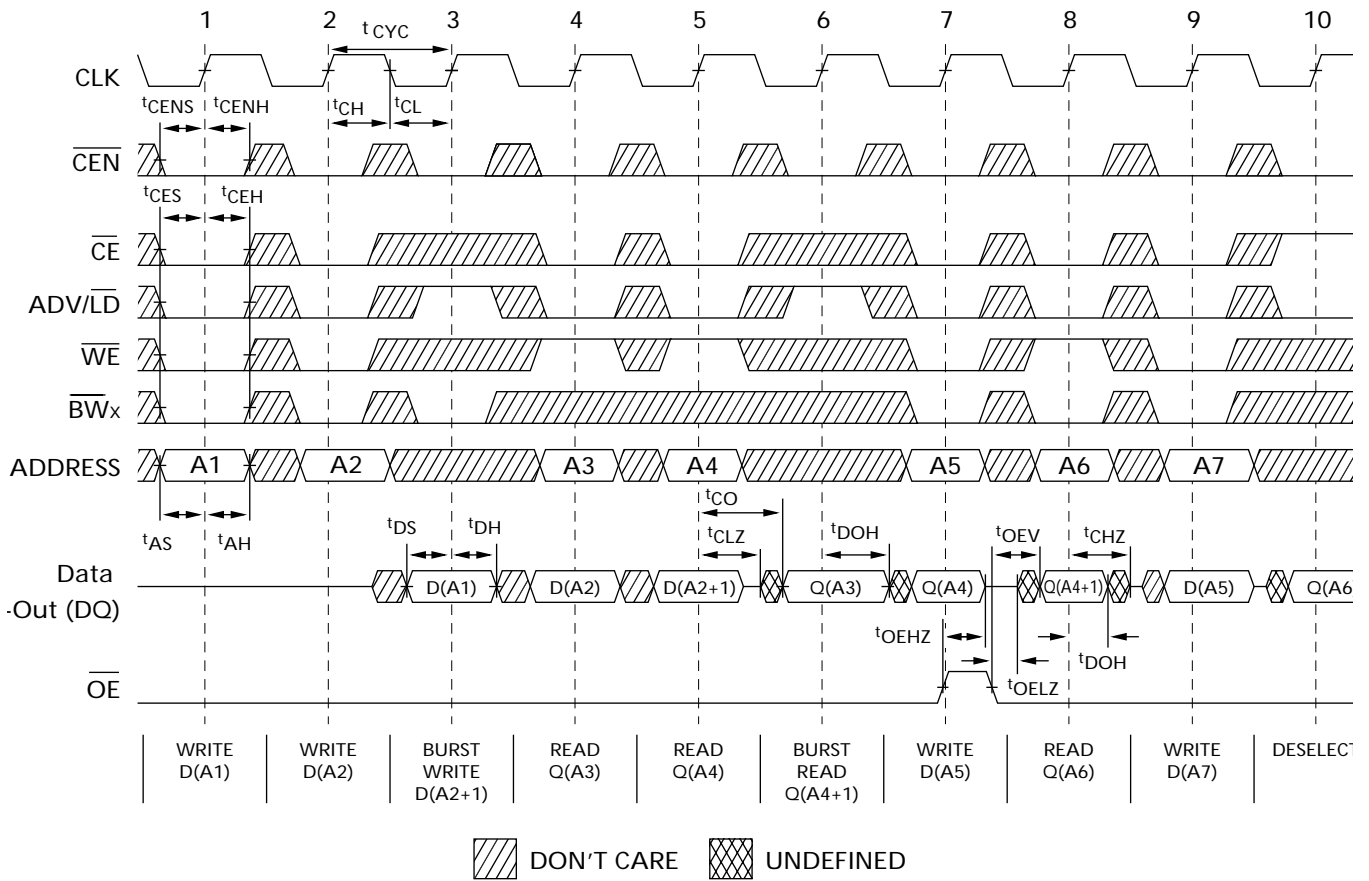 1 2 3 4 5 6 7 8 9 10
tCYC
CLK
tCENS tCENH tCH tCL
CEN
tCES tCEH
CE
ADV/LD
WE
BWx
ADDRESS A1 A2 A3 A4 A5 A6 A7
tCO
tAS tAH tDS tDH tCLZ tDOH tOEV tCHZ
Data
-Out (DQ)
D(A1) D(A2) D(A2+1) Q(A3) Q(A4) Q(A4+1) D(A5) Q(A6
tOEHZ tDOH
tOELZ
OE
WRITE D(A1)
WRITE D(A2)
BURST WRITE D(A2+1)
READ Q(A3)
READ Q(A4)
BURST READ Q(A4+1)
WRITE D(A5)
READ Q(A6)
WRITE D(A7)
DESELECT
DON'T CARE UNDEFINED